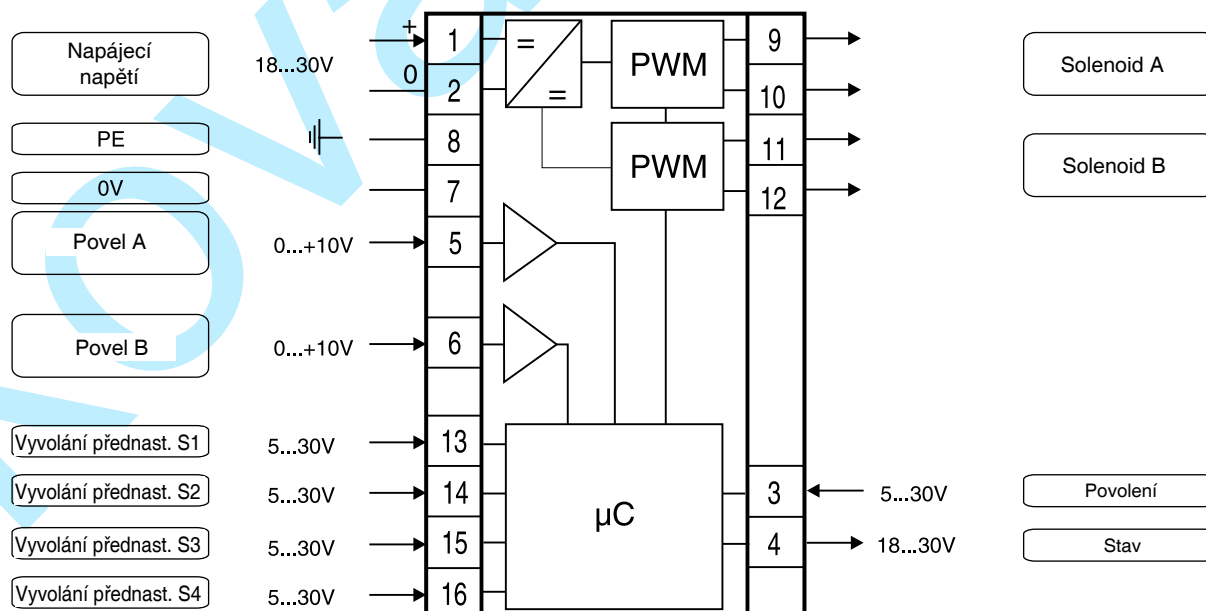 Napájecí
napětí
18...30V
+
0
1
2
=
=
PWM
9
10
Solenoid A
PE
8
PWM
11
12
Solenoid B
0V
7
Povel A
0...+10V
5
Povel B
0...+10V
6
Vyvolání přednast. S1
5...30V
13
Vyvolání přednast. S2
5...30V
14
µC
3
5...30V
Povolení
Vyvolání přednast. S3
5...30V
15
4
18...30V
Stav
Vyvolání přednast. S4
5...30V
16